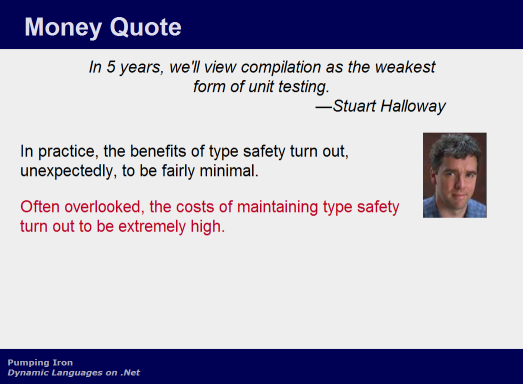 Money Quote
In 5 years, we'll view compilation as the weakest
form of unit testing.
—Stuart Halloway
In practice, the benefits of type safety turn out,
unexpectedly, to be fairly minimal.
Often overlooked, the costs of maintaining type safety
turn out to be extremely high.
Pumping Iron
Dynamic Languages on .Net